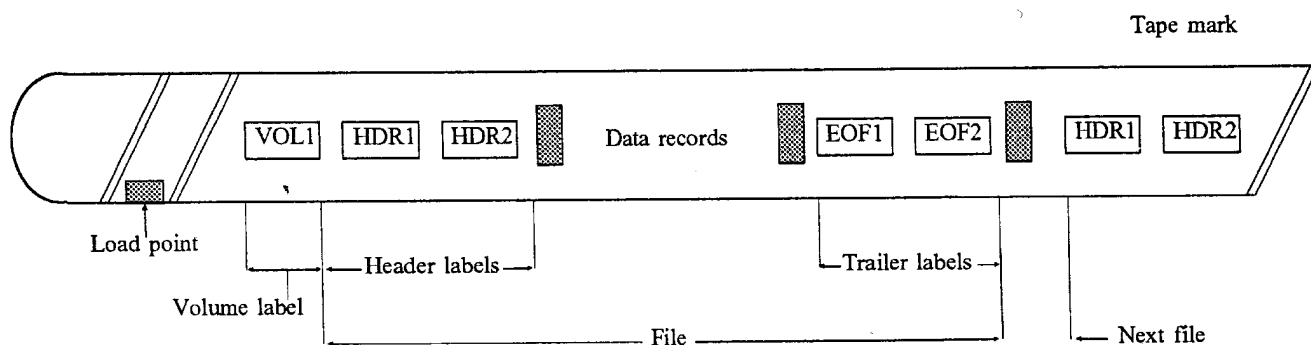 Tape mark
VOL1 HDR1 HDR2 Data records EOF1 EOF2 HDR1 HDR2
Load point
Header labels Trailer labels
Volume label
File Next file